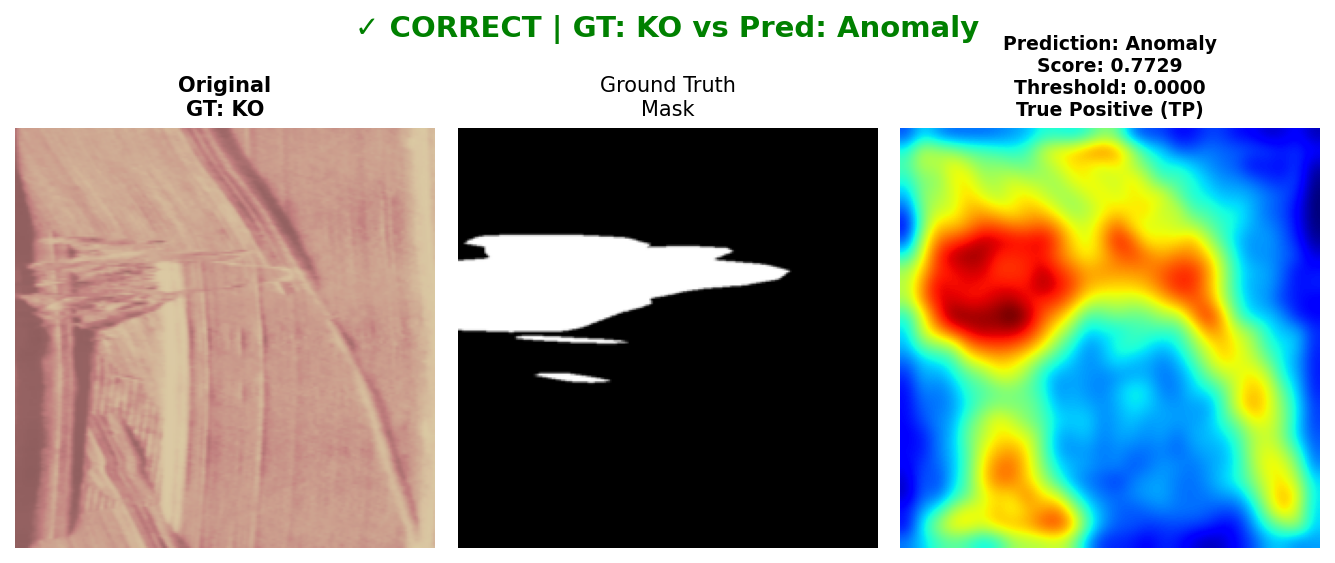 ✓ CORRECT | GT: KO vs Pred: Anomaly
Original
GT: KO
Ground Truth
Mask
Prediction: Anomaly
Score: 0.7729
Threshold: 0.0000
True Positive (TP)